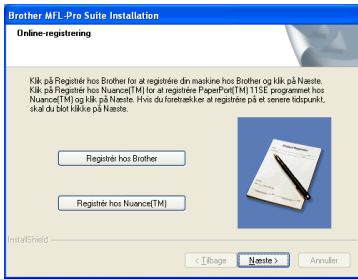 Brother MFL-Pro Suite Installation
Online-registrering
Klik på Registrér hos Brother for at registrére din maskine hos Brother og klik på Næste.
Klik på Registrér hos Nuance(TM) for at registrére PaperPort(TM) 11SE programmet hos
Nuance(TM) og klik på Næste. Hvis du foretrækker at registrére på et senere tidspunkt,
skal du blot klikke på Næste.
Product Registration
Registrér hos Brother
Registrér hos Nuance(TM)
InstallShield
< Tilbage
Næste >
Annuller